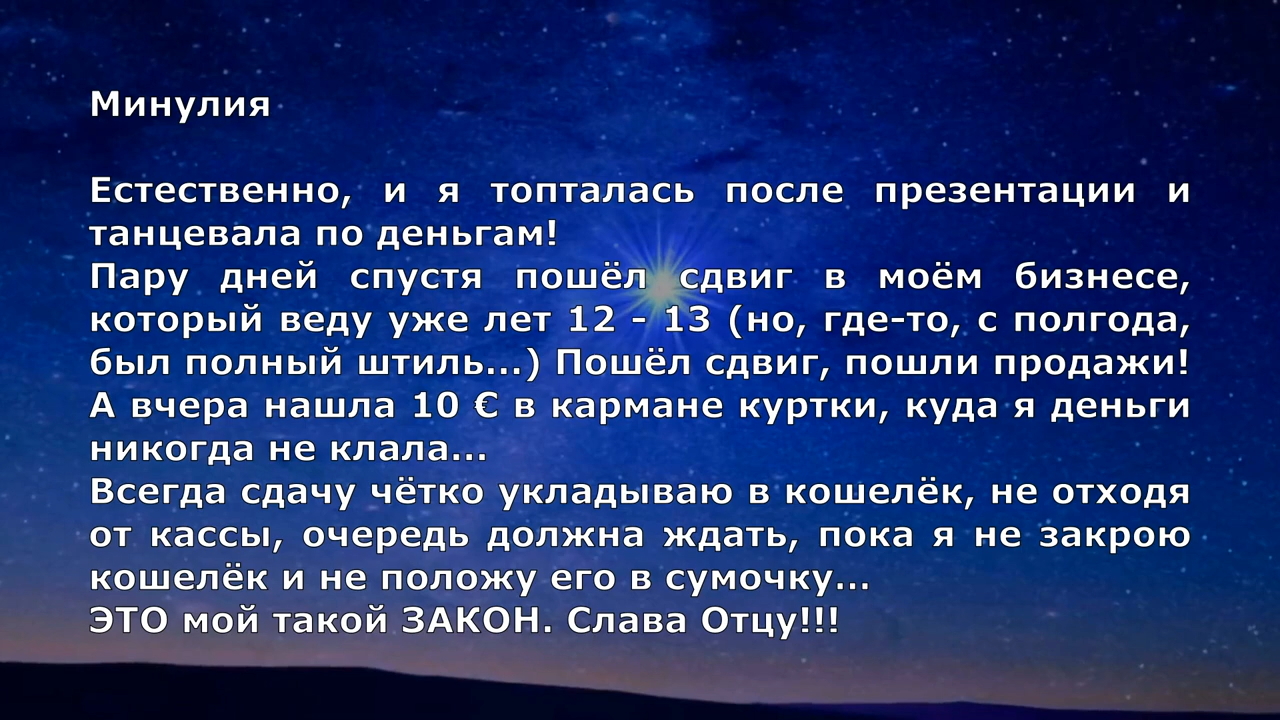 Минулия
Естественно, и я топталась после презентации и
танцевала по деньгам!
Пару дней спустя пошёл сдвиг в моём бизнесе,
который веду уже лет 12 - 13 (но, где-то, с полгода,
был полный штиль...) Пошёл сдвиг, пошли продажи!
А вчера нашла 10 € в кармане куртки, куда я деньги
никогда не клала...
Всегда сдачу чётко укладываю в кошелёк, не отходя
от кассы, очередь должна ждать, пока я не закрою
кошелёк и не положу его в сумочку...
ЭТО мой такой ЗАКОН. Слава Отцу!!!